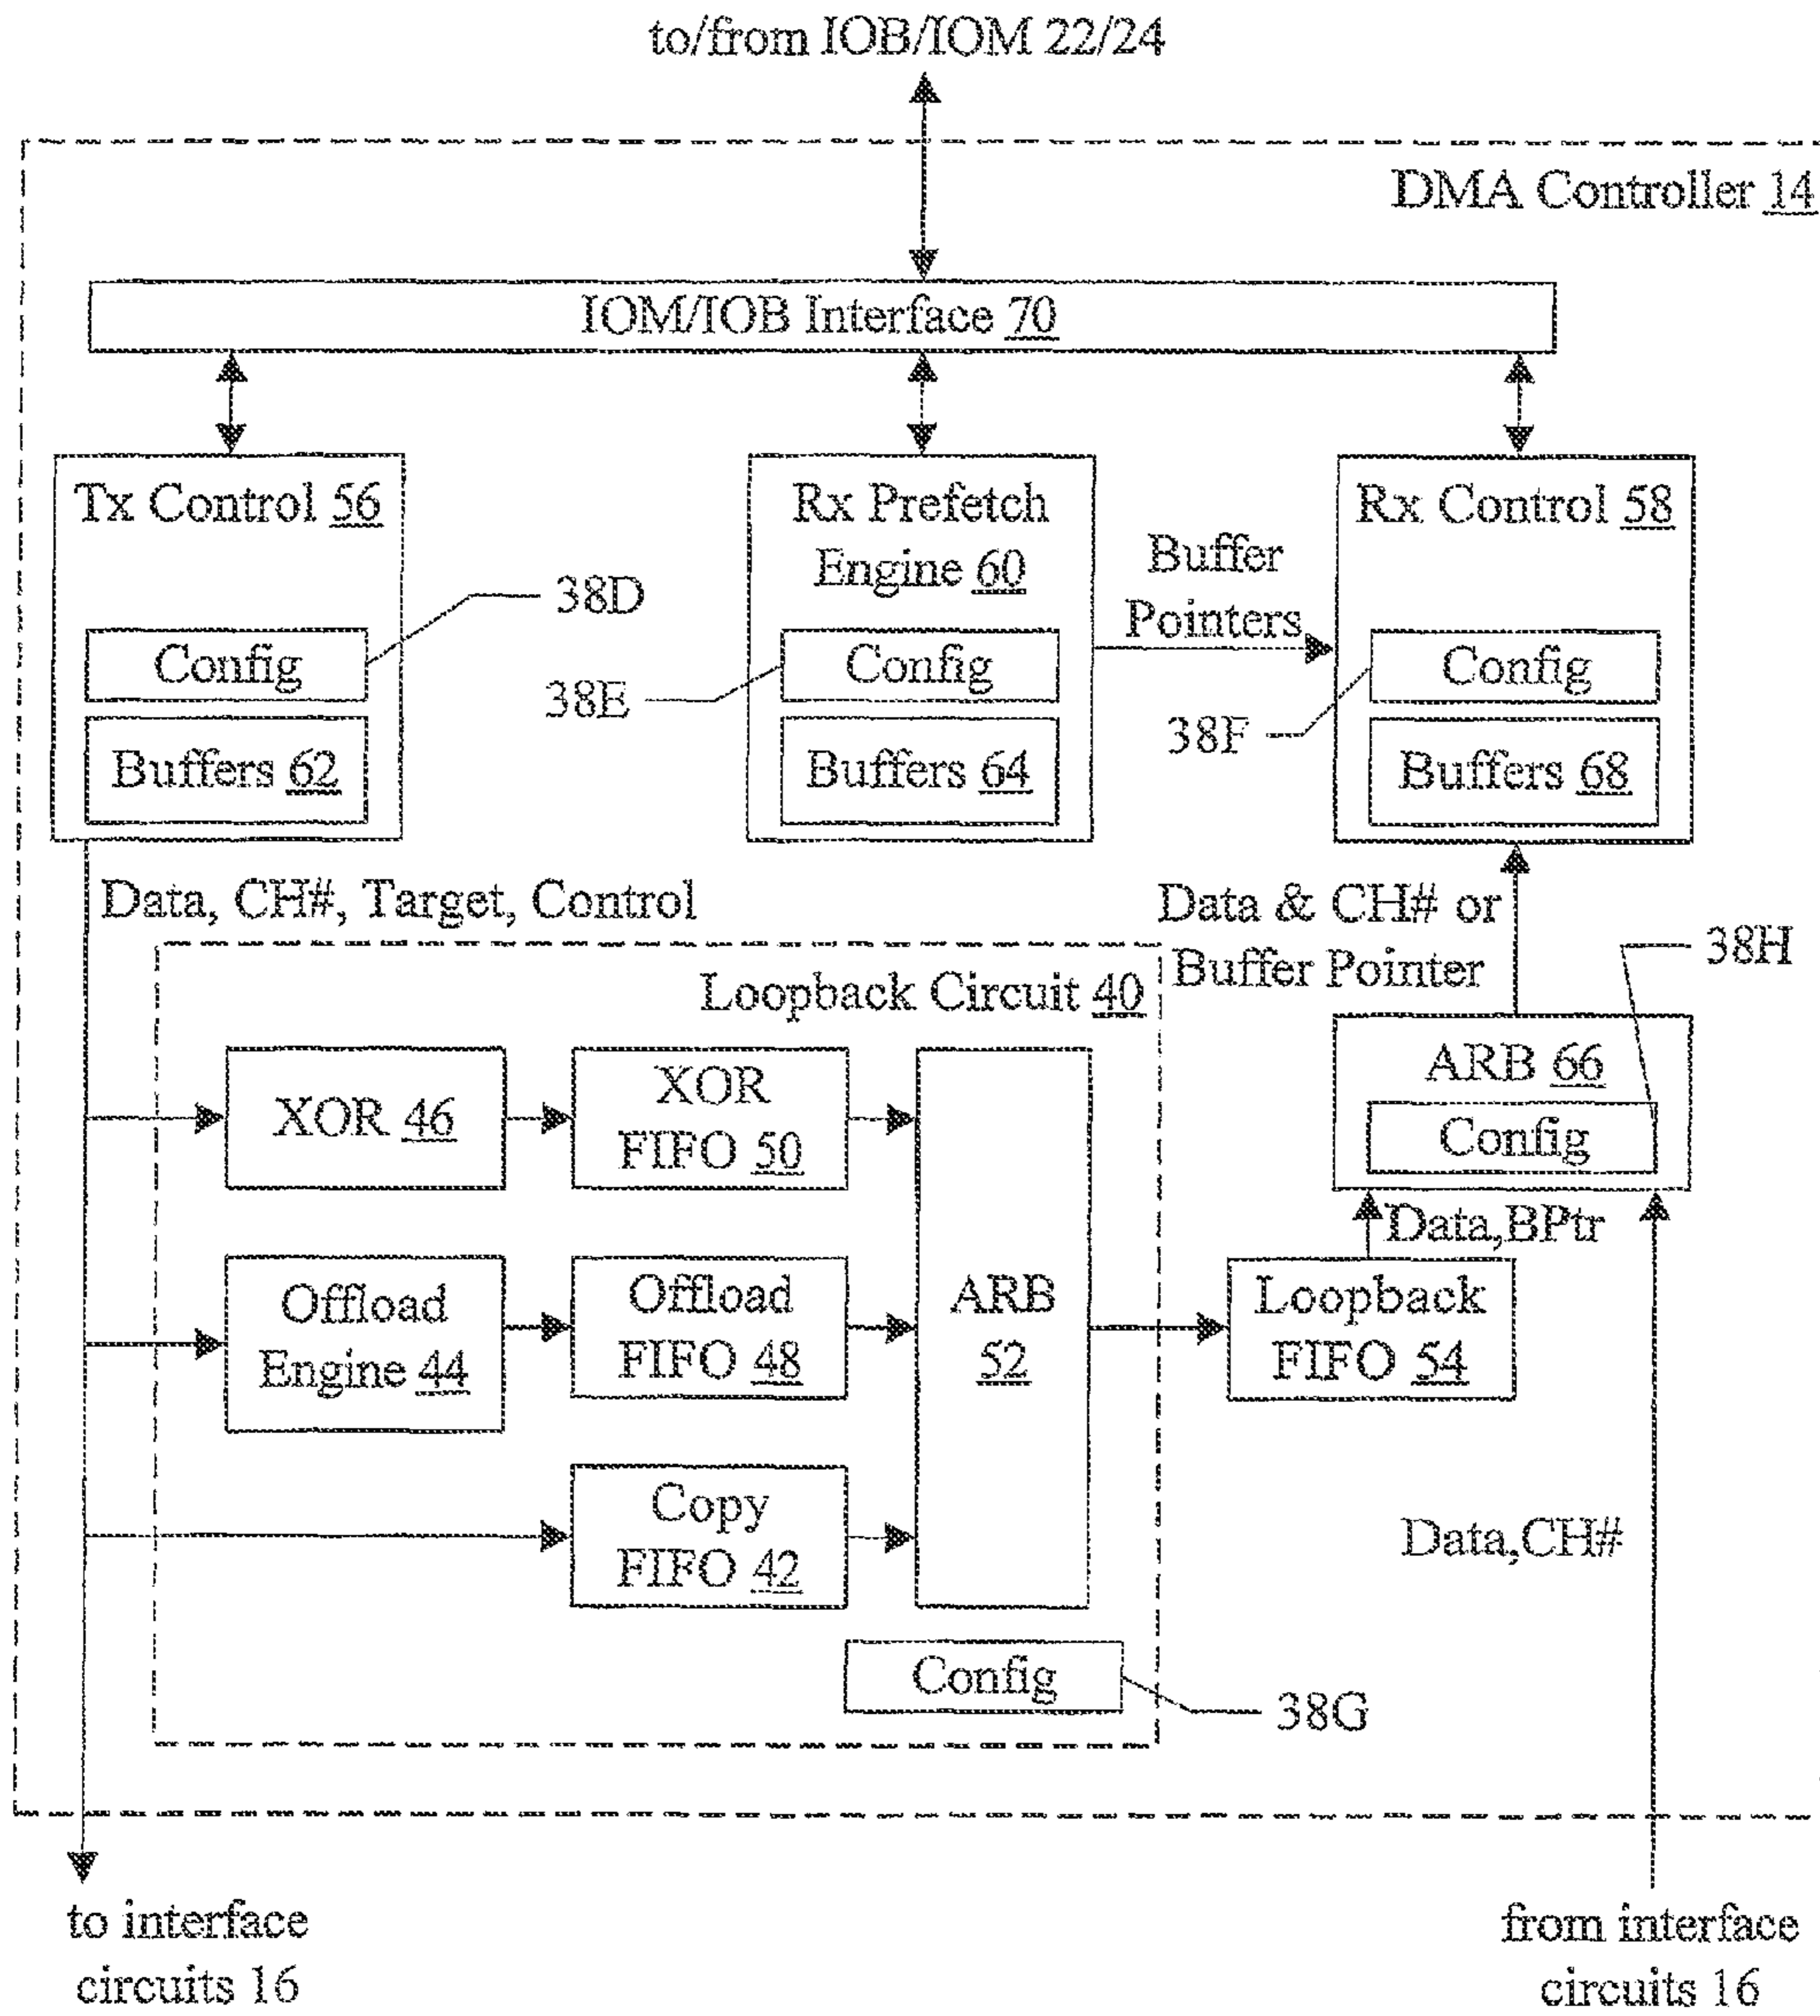 to/from IOB/IOM 22/24
DMA Controller 14
IOM/IOB Interface 70
Tx Control 56
Config
Buffers 62
38D
Rx Prefetch
Engine 60
Config
Buffers 64
38E
Buffer
Pointers
Rx Control 58
Config
Buffers 68
38F
Data, CH#, Target, Control
Data & CH# or
Buffer Pointer
38H
Loopback Circuit 40
XOR 46
XOR
FIFO 50
ARB 66
Config
Data,BPtr
Offload
Engine 44
Offload
FIFO 48
ARB
52
Loopback
FIFO 54
Copy
FIFO 42
Data,CH#
Config
38G
to interface
circuits 16
from interface
circuits 16